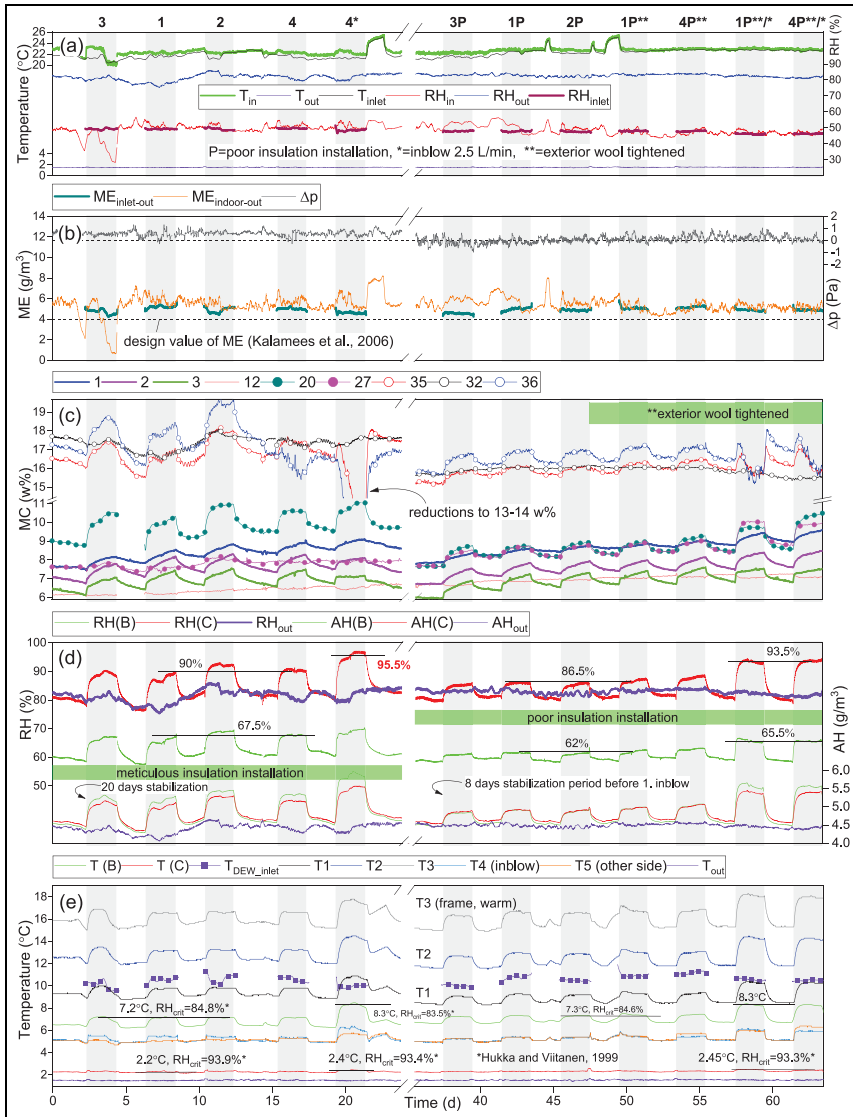 3 1 2 4 4* 3P 1P 2P 1P** 4P** 1P**/* 4P**/*
(a)
Temperature (°C)
26
24
22
20
4
2
0
RH (%)
90
80
70
60
50
40
30
T_in T_out T_inlet RH_in RH_out RH_inlet
P=poor insulation installation, *=inblow 2.5 L/min, **=exterior wool tightened
ME_inlet-out ME_indoor-out Δp
(b)
ME (g/m³)
14
12
10
8
6
4
2
0
Δp (Pa)
2
1
0
-1
-2
design value of ME (Kalamees et al., 2006)
1 2 3 12 20 27 35 32 36
(c)
MC (w%)
19
18
17
16
15
11
10
9
8
7
6
**exterior wool tightened
reductions to 13-14 w%
RH(B) RH(C) RH_out AH(B) AH(C) AH_out
(d)
RH (%)
100
90
80
70
60
50
AH (g/m³)
6,0
5,5
5,0
4,5
4,0
90%
95.5%
86.5%
93.5%
67.5%
62%
65.5%
poor insulation installation
meticulous insulation installation
20 days stabilization
8 days stabilization period before 1. inblow
T (B) T (C) T_DEW_inlet T1 T2 T3 T4 (inblow) T5 (other side) T_out
(e)
Temperature (°C)
18
16
14
12
10
8
6
4
2
T3 (frame, warm)
T2
T1
7.2°C, RH_crit=84.8%*
8.3°C, RH_crit=83.5%*
7.3°C, RH_crit=84.6%
8.3°C
2.2°C, RH_crit=93.9%*
2.4°C, RH_crit=93.4%*
*Hukka and Viitanen, 1999
2.45°C, RH_crit=93.3%*
0 5 10 15 20 40 45 50 55 60
Time (d)